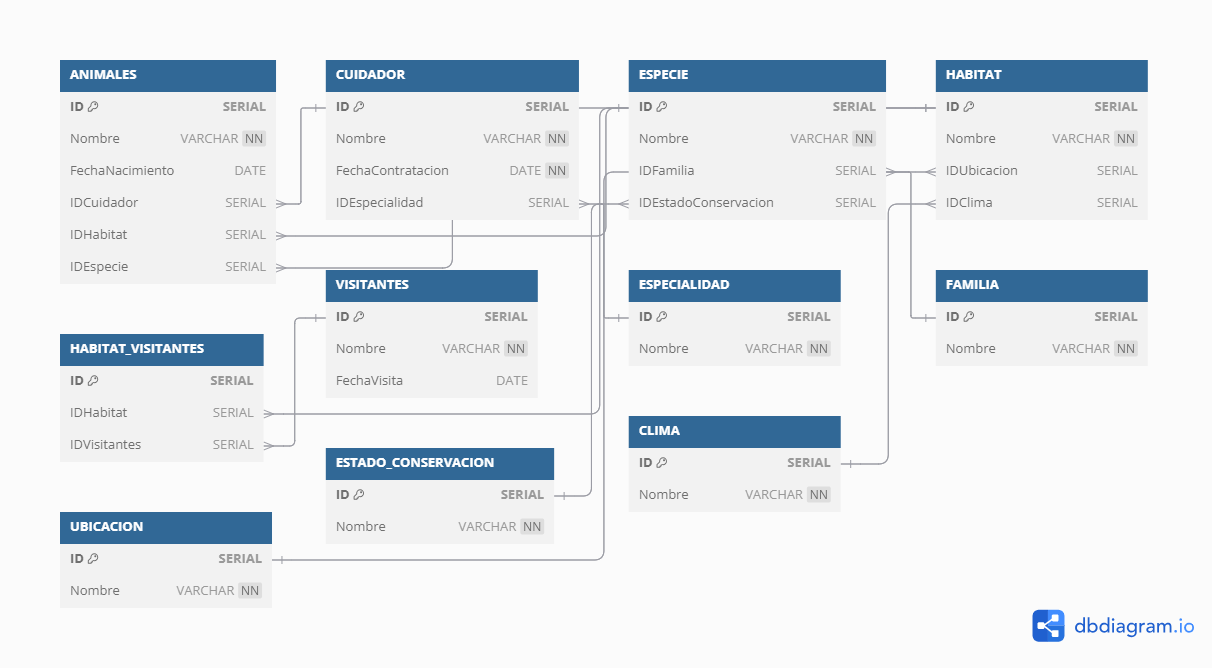 ANIMALES
ID SERIAL
Nombre VARCHAR NN
FechaNacimiento DATE
IDCuidador SERIAL
IDHabitat SERIAL
IDEspecie SERIAL
CUIDADOR
ID SERIAL
Nombre VARCHAR NN
FechaContratacion DATE NN
IDEspecialidad SERIAL
ESPECIE
ID SERIAL
Nombre VARCHAR NN
IDFamilia SERIAL
IDEstadoConservacion SERIAL
HABITAT
ID SERIAL
Nombre VARCHAR NN
IDUbicacion SERIAL
IDClima SERIAL
VISITANTES
ID SERIAL
Nombre VARCHAR NN
FechaVisita DATE
ESPECIALIDAD
ID SERIAL
Nombre VARCHAR NN
FAMILIA
ID SERIAL
Nombre VARCHAR NN
HABITAT_VISITANTES
ID SERIAL
IDHabitat SERIAL
IDVisitantes SERIAL
CLIMA
ID SERIAL
Nombre VARCHAR NN
ESTADO_CONSERVACION
ID SERIAL
Nombre VARCHAR NN
UBICACION
ID SERIAL
Nombre VARCHAR NN
dbdiagram.io